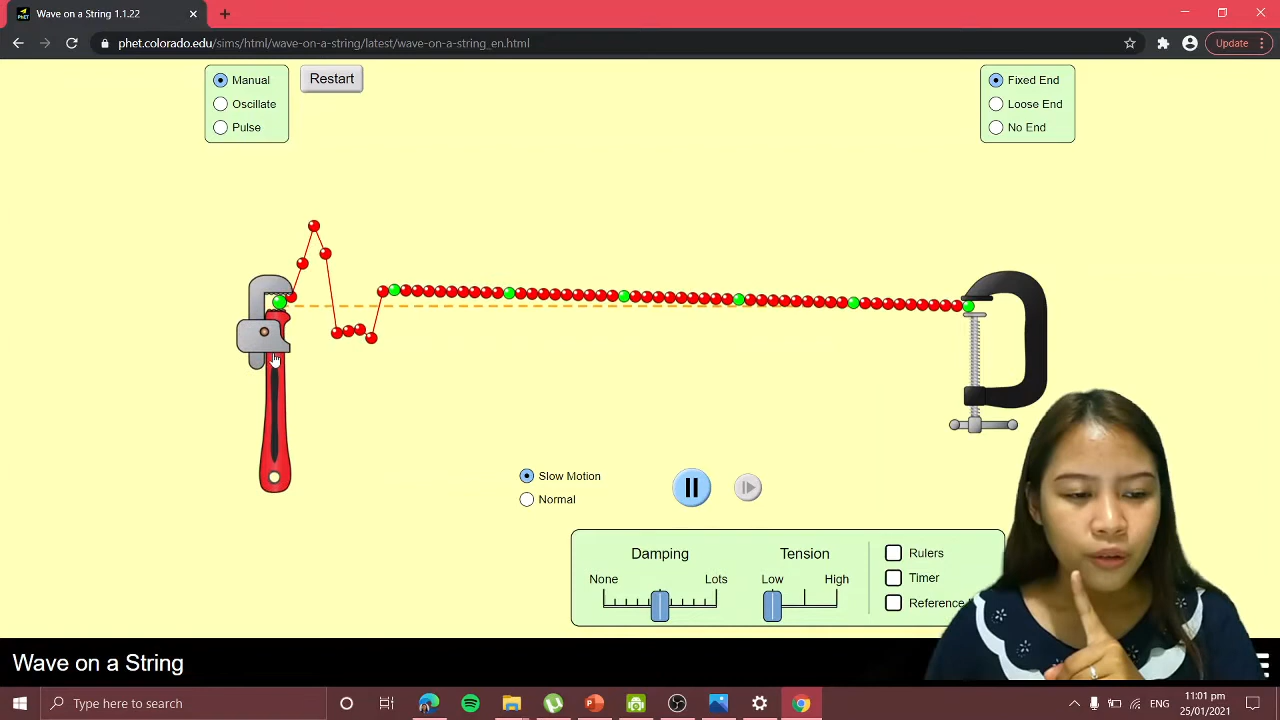 Wave on a String 1.22
phet.colorado.edu/sims/html/wave-on-a-string/latest/wave-on-a-string_en.html
Update
Manual
Oscillate
Pulse
Restart
Fixed End
Loose End
No End
Slow Motion
Normal
Damping
None
Lots
Tension
Low
High
Rulers
Timer
Reference
Wave on a String
Type here to search
ENG
11:01 pm
25/01/2021